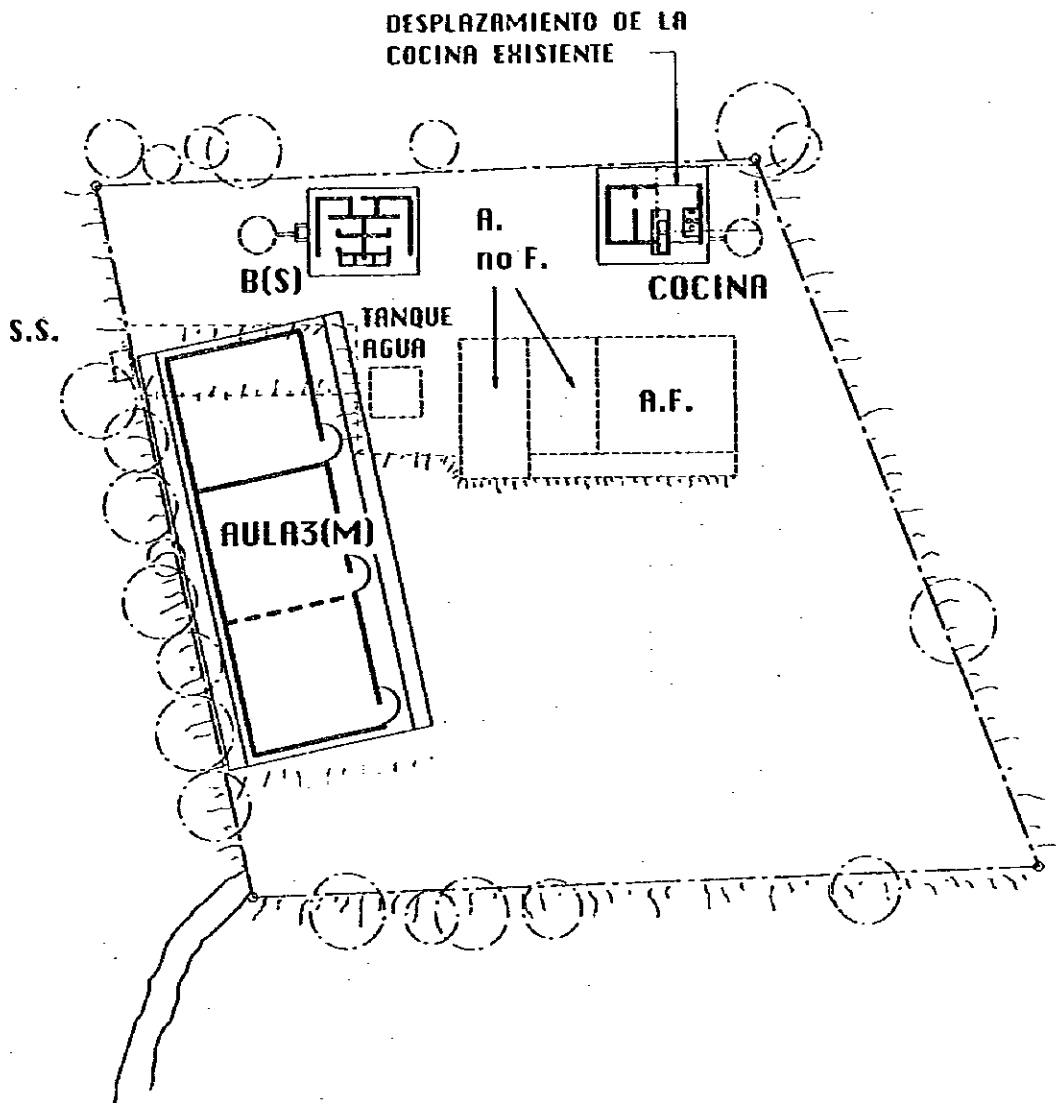 DESPLAZAMIENTO DE LA
COCINA EXISTENTE
A.
no F.
B(S)
COCINA
S.S.
TANQUE
AGUA
A.F.
AULA3(M)